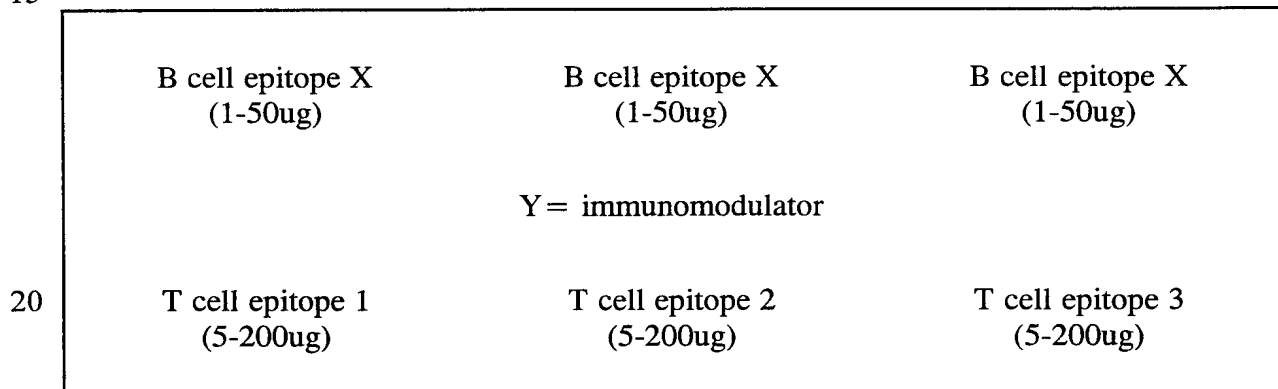 B cell epitope X B cell epitope X B cell epitope X
(1-50ug) (1-50ug) (1-50ug)
Y= immunomodulator
20 T cell epitope 1 T cell epitope 2 T cell epitope 3
(5-200ug) (5-200ug) (5-200ug)